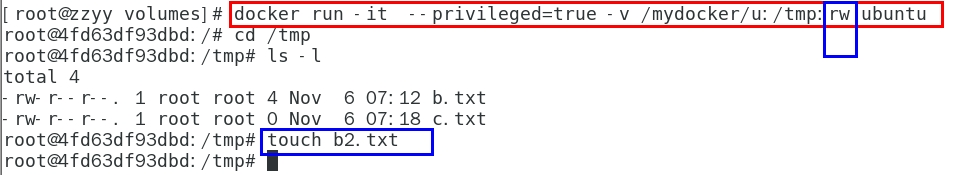 [root@zzyy volumes]# docker run -it --privileged=true -v /mydocker/u:/tmp:rw ubuntu
root@4fd63df93dbd:/# cd /tmp
root@4fd63df93dbd:/tmp# ls -l
total 4
-rw-r--r--. 1 root root 4 Nov  6 07:12 b.txt
-rw-r--r--. 1 root root 0 Nov  6 07:18 c.txt
root@4fd63df93dbd:/tmp# touch b2.txt
root@4fd63df93dbd:/tmp#